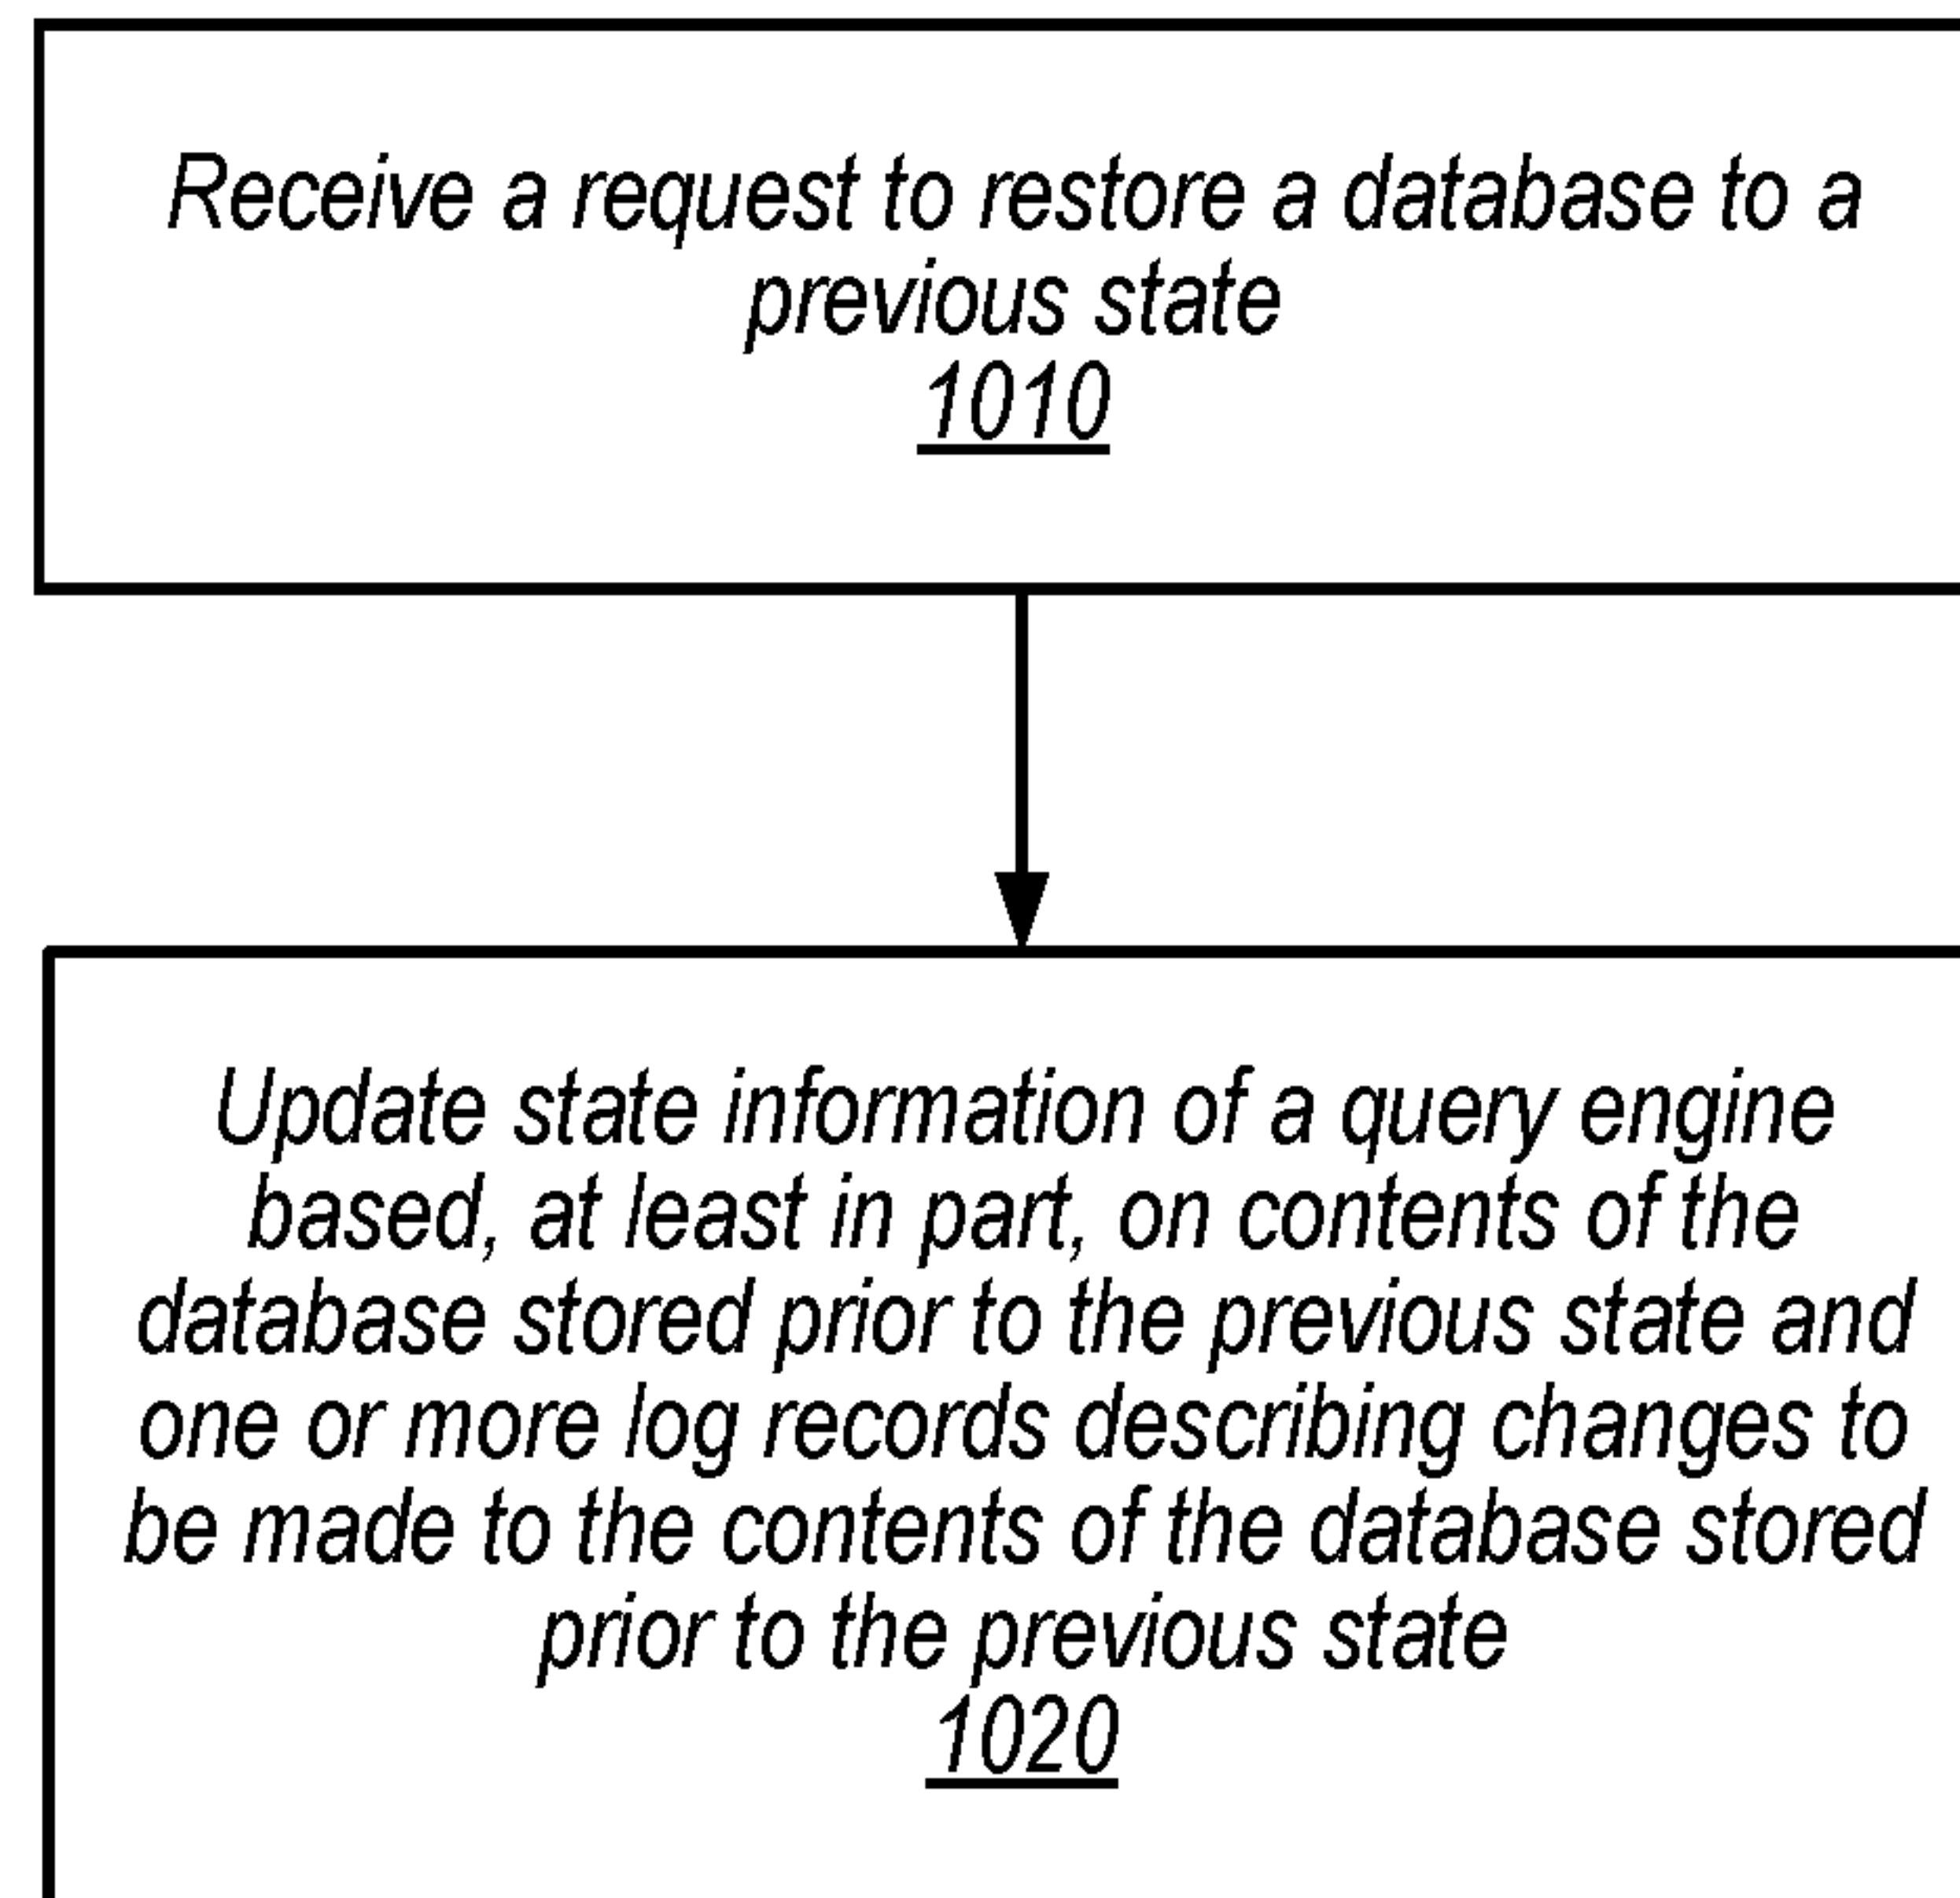 Receive a request to restore a database to a
previous state
1010
Update state information of a query engine
based, at least in part, on contents of the
database stored prior to the previous state and
one or more log records describing changes to
be made to the contents of the database stored
prior to the previous state
1020